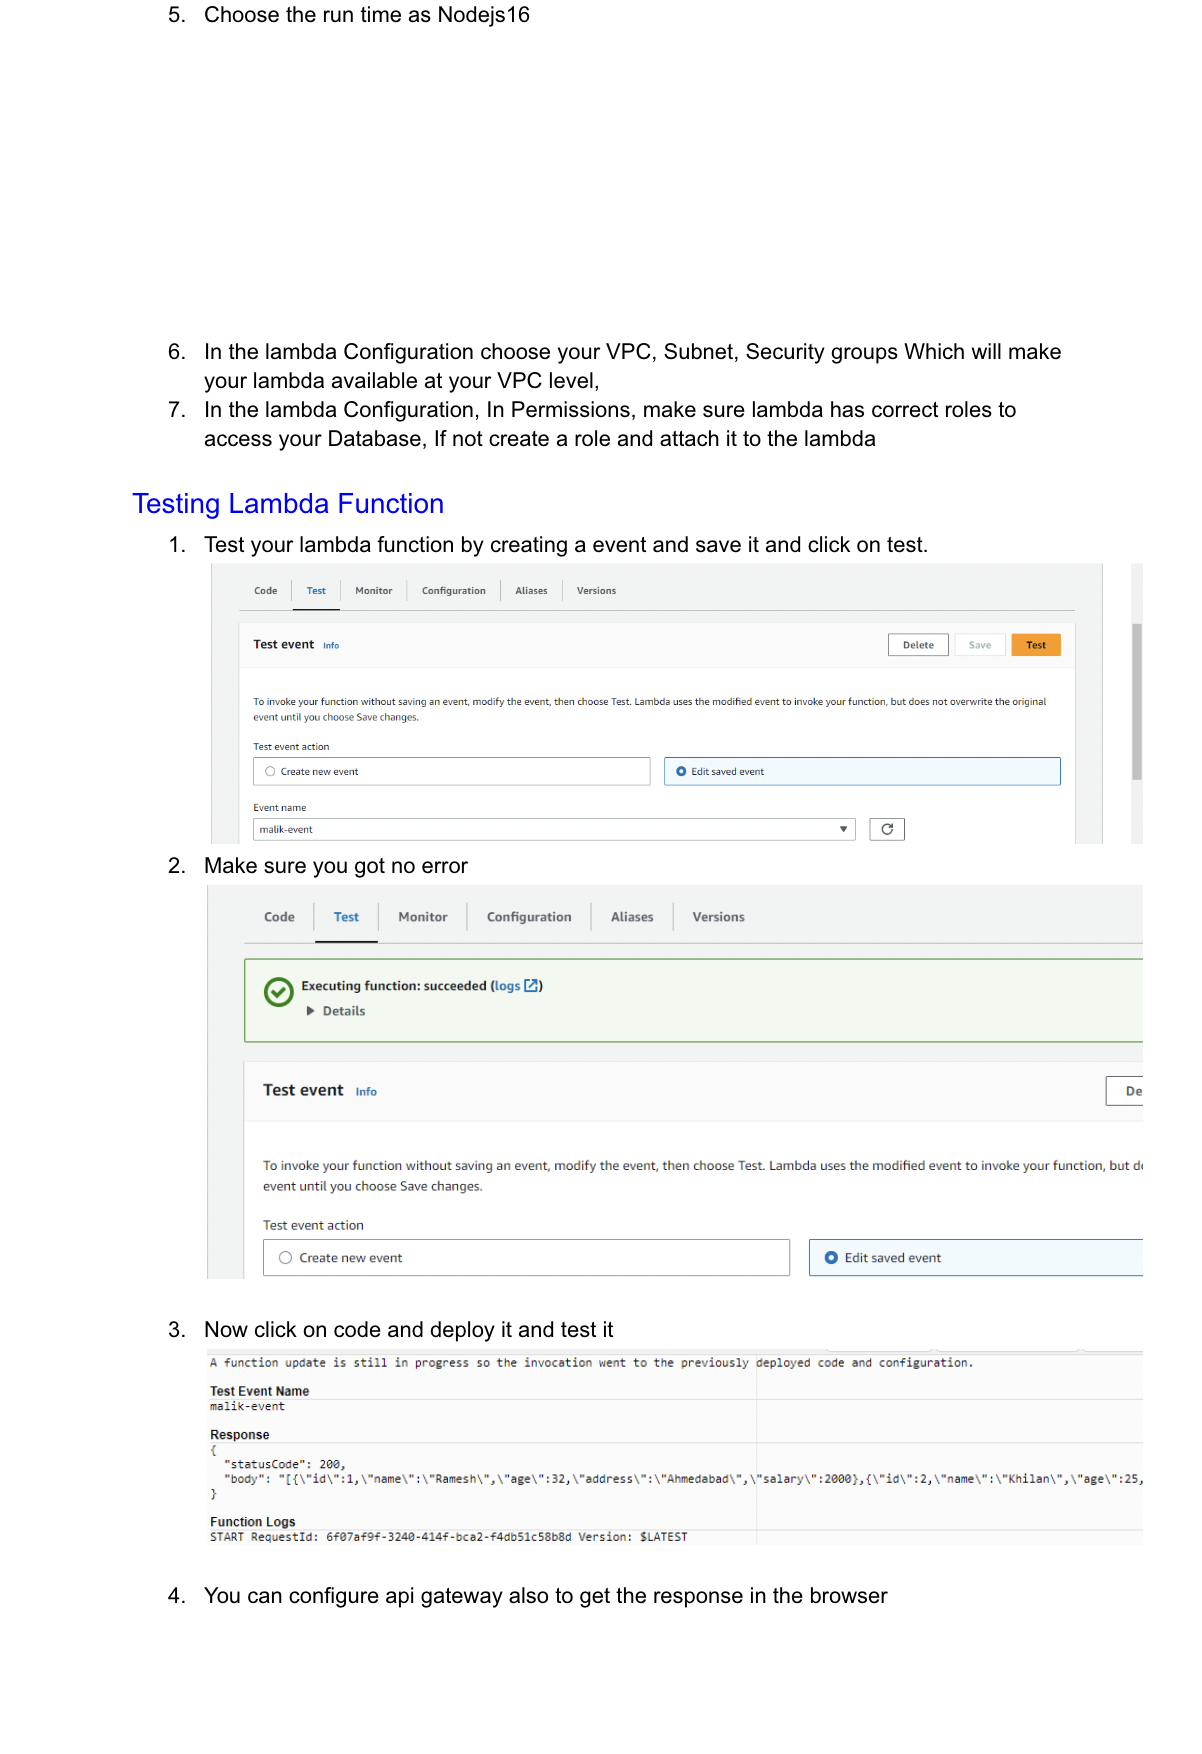 5. Choose the run time as Nodejs16
6. In the lambda Configuration choose your VPC, Subnet, Security groups Which will make
your lambda available at your VPC level,
7. In the lambda Configuration, In Permissions, make sure lambda has correct roles to
access your Database, If not create a role and attach it to the lambda
Testing Lambda Function
1. Test your lambda function by creating a event and save it and click on test.
Code Test Monitor Configuration Aliases Versions
Test event Info Delete Save Test
To invoke your function without saving an event, modify the event, then choose Test. Lambda uses the modified event to invoke your function, but does not overwrite the original
event until you choose Save changes.
Test event action
Create new event Edit saved event
Event name
malik-event
2. Make sure you got no error
Code Test Monitor Configuration Aliases Versions
Executing function: succeeded (logs)
Details
Test event Info De
To invoke your function without saving an event, modify the event, then choose Test. Lambda uses the modified event to invoke your function, but d
event until you choose Save changes.
Test event action
Create new event Edit saved event
3. Now click on code and deploy it and test it
A function update is still in progress so the invocation went to the previously deployed code and configuration.
Test Event Name
malik-event
Response
{
"statusCode": 200,
"body": "[{\"id\":1,\"name\":\"Ramesh\",\"age\":32,\"address\":\"Ahmedabad\",\"salary\":2000},{\"id\":2,\"name\":\"Khilan\",\"age\":25,
}
Function Logs
START RequestId: 6f07af9f-3240-414f-bca2-f4db51c58b8d Version: $LATEST
4. You can configure api gateway also to get the response in the browser